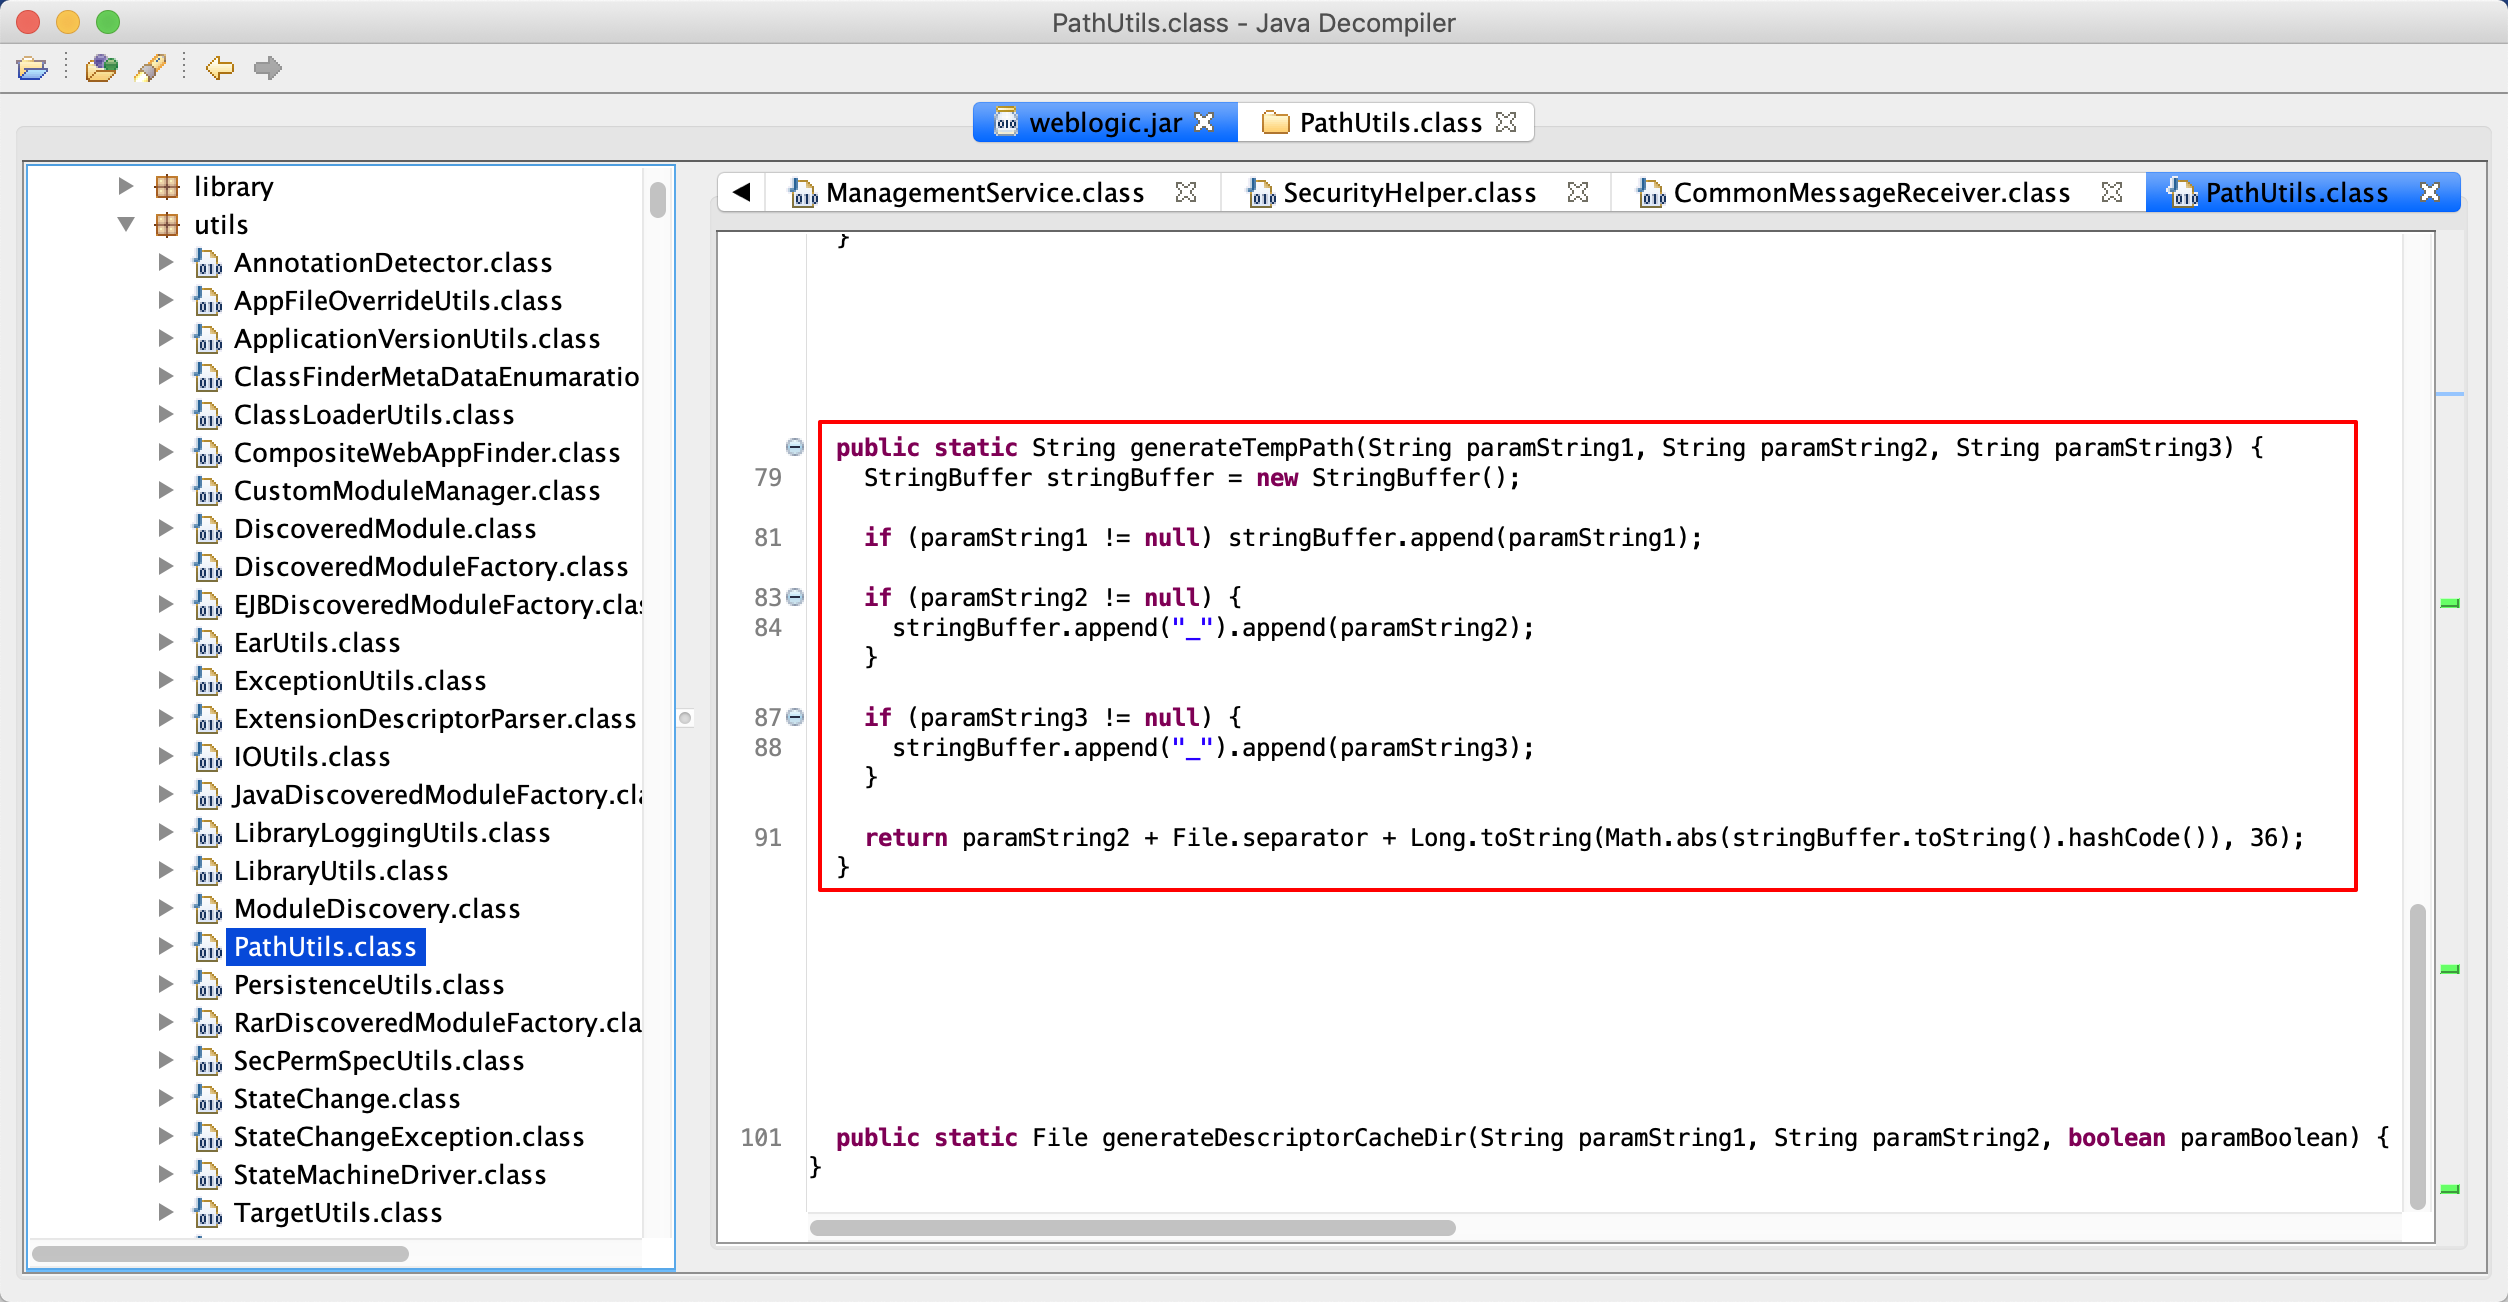 PathUtils.class - Java Decompiler
weblogic.jar
PathUtils.class
library
utils
AnnotationDetector.class
AppFileOverrideUtils.class
ApplicationVersionUtils.class
ClassFinderMetaDataEnumaratio
ClassLoaderUtils.class
CompositeWebAppFinder.class
CustomModuleManager.class
DiscoveredModule.class
DiscoveredModuleFactory.class
EJBDiscoveredModuleFactory.clas
EarUtils.class
ExceptionUtils.class
ExtensionDescriptorParser.class
IOUtils.class
JavaDiscoveredModuleFactory.cla
LibraryLoggingUtils.class
LibraryUtils.class
ModuleDiscovery.class
PathUtils.class
PersistenceUtils.class
RarDiscoveredModuleFactory.cla
SecPermSpecUtils.class
StateChange.class
StateChangeException.class
StateMachineDriver.class
TargetUtils.class
ManagementService.class
SecurityHelper.class
CommonMessageReceiver.class
PathUtils.class
}
public static String generateTempPath(String paramString1, String paramString2, String paramString3) {
79 StringBuffer stringBuffer = new StringBuffer();
81 if (paramString1 != null) stringBuffer.append(paramString1);
83 if (paramString2 != null) {
84 stringBuffer.append("_").append(paramString2);
}
87 if (paramString3 != null) {
88 stringBuffer.append("_").append(paramString3);
}
91 return paramString2 + File.separator + Long.toString(Math.abs(stringBuffer.toString().hashCode()), 36);
}
101 public static File generateDescriptorCacheDir(String paramString1, String paramString2, boolean paramBoolean) {
}